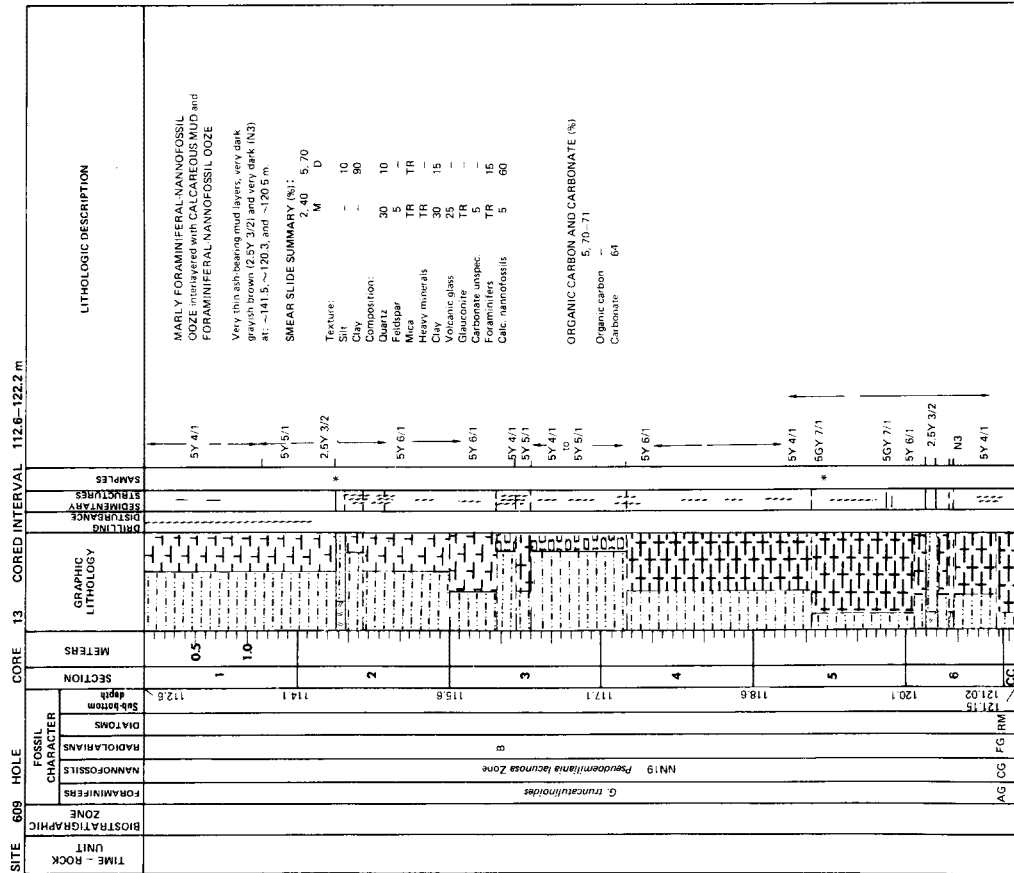 SITE 609 HOLE CORE 13 CORED INTERVAL 112.6–122.2 m
TIME – ROCK UNIT
BIOSTRATIGRAPHIC ZONE
FOSSIL CHARACTER
FORAMINIFERS
NANNOFOSSILS
RADIOLARIANS
DIATOMS
Sub-bottom depth
SECTION
METERS
GRAPHIC LITHOLOGY
DRILLING DISTURBANCE
SEDIMENTARY STRUCTURES
SAMPLES
LITHOLOGIC DESCRIPTION
G. truncatulinoides
NN19 Pseudoemiliania lacunosa Zone
B
AG
CG
FG
RM
112.6
114.1
115.6
117.1
118.6
120.1
121.02
121.15
1
2
3
4
5
6
CC
0.5
1.0
*
*
5Y 4/1
5Y 5/1
2.5Y 3/2
5Y 6/1
5Y 6/1
5Y 4/1
5Y 5/1
5Y 4/1
to
5Y 5/1
5Y 6/1
5Y 4/1
5GY 7/1
5GY 7/1
5Y 6/1
2.5Y 3/2
N3
5Y 4/1
MARLY FORAMINIFERAL-NANNOFOSSIL
OOZE interlayered with CALCAREOUS MUD and
FORAMINIFERAL-NANNOFOSSIL OOZE
Very thin ash-bearing mud layers, very dark
grayish brown (2.5Y 3/2) and very dark (N3)
at: ~141.5, ~120.3, and ~120.5 m.
SMEAR SLIDE SUMMARY (%):
2, 40 5, 70
M D
Texture:
Silt – 10
Clay – 90
Composition:
Quartz 30 10
Feldspar 5 –
Mica TR TR
Heavy minerals TR –
Clay 30 15
Volcanic glass 25 –
Glauconite TR –
Carbonate unspec. 5 –
Foraminifers TR 15
Calc. nannofossils 5 60
ORGANIC CARBON AND CARBONATE (%)
5, 70–71
Organic carbon –
Carbonate 64